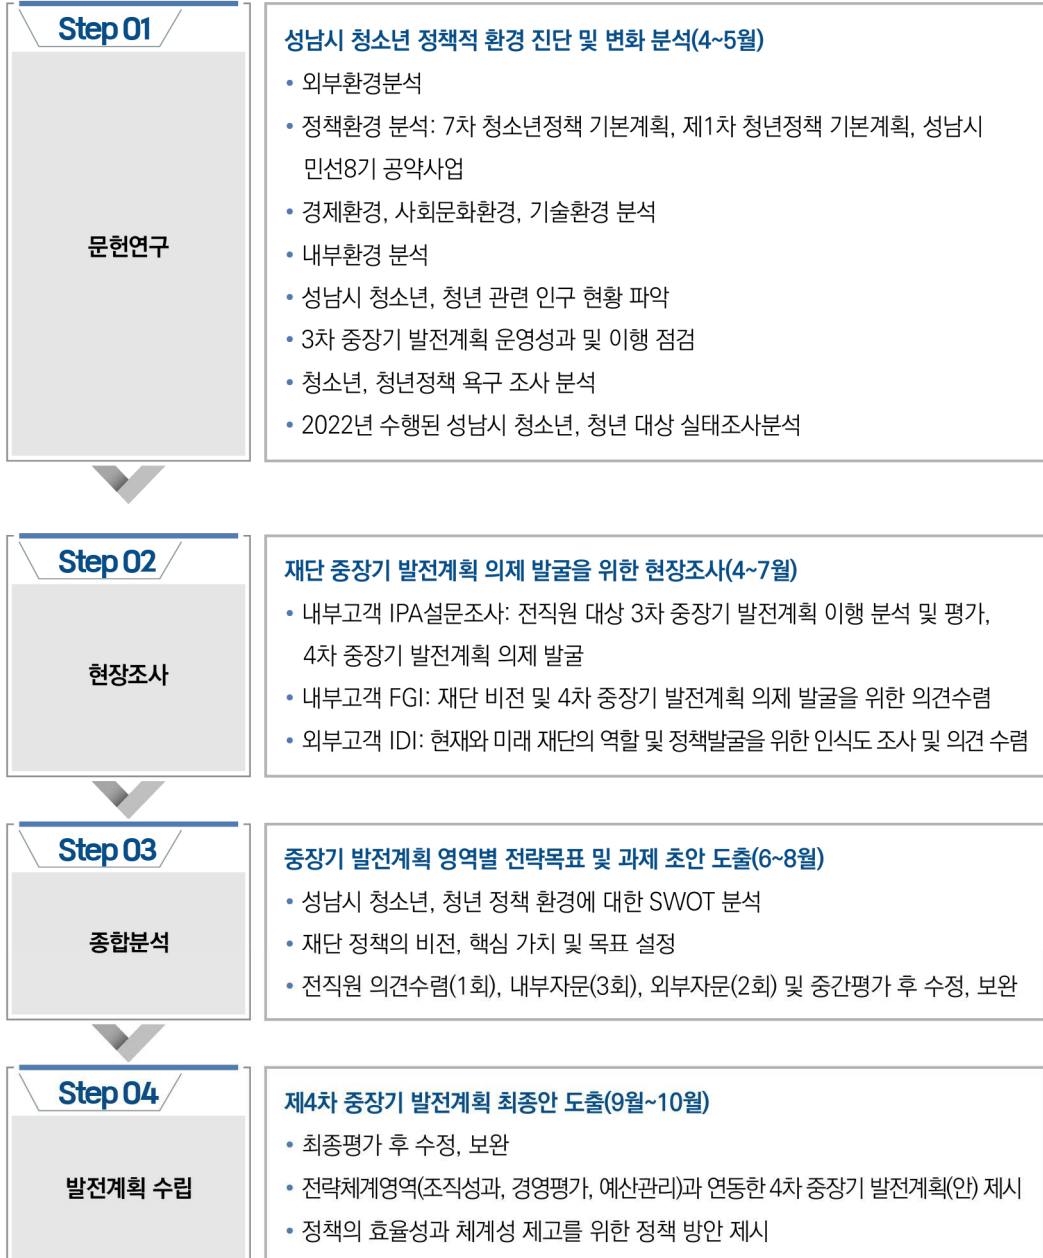 Step 01
문헌연구
성남시 청소년 정책적 환경 진단 및 변화 분석(4~5월)
• 외부환경분석
• 정책환경 분석: 7차 청소년정책 기본계획, 제1차 청년정책 기본계획, 성남시
민선8기 공약사업
• 경제환경, 사회문화환경, 기술환경 분석
• 내부환경 분석
• 성남시 청소년, 청년 관련 인구 현황 파악
• 3차 중장기 발전계획 운영성과 및 이행 점검
• 청소년, 청년정책 욕구 조사 분석
• 2022년 수행된 성남시 청소년, 청년 대상 실태조사분석
Step 02
현장조사
재단 중장기 발전계획 의제 발굴을 위한 현장조사(4~7월)
• 내부고객 IPA설문조사: 전직원 대상 3차 중장기 발전계획 이행 분석 및 평가,
4차 중장기 발전계획 의제 발굴
• 내부고객 FGI: 재단 비전 및 4차 중장기 발전계획 의제 발굴을 위한 의견수렴
• 외부고객 IDI: 현재와 미래 재단의 역할 및 정책발굴을 위한 인식도 조사 및 의견 수렴
Step 03
종합분석
중장기 발전계획 영역별 전략목표 및 과제 초안 도출(6~8월)
• 성남시 청소년, 청년 정책 환경에 대한 SWOT 분석
• 재단 정책의 비전, 핵심 가치 및 목표 설정
• 전직원 의견수렴(1회), 내부자문(3회), 외부자문(2회) 및 중간평가 후 수정, 보완
Step 04
발전계획 수립
제4차 중장기 발전계획 최종안 도출(9월~10월)
• 최종평가 후 수정, 보완
• 전략체계영역(조직성과, 경영평가, 예산관리)과 연동한 4차 중장기 발전계획(안) 제시
• 정책의 효율성과 체계성 제고를 위한 정책 방안 제시